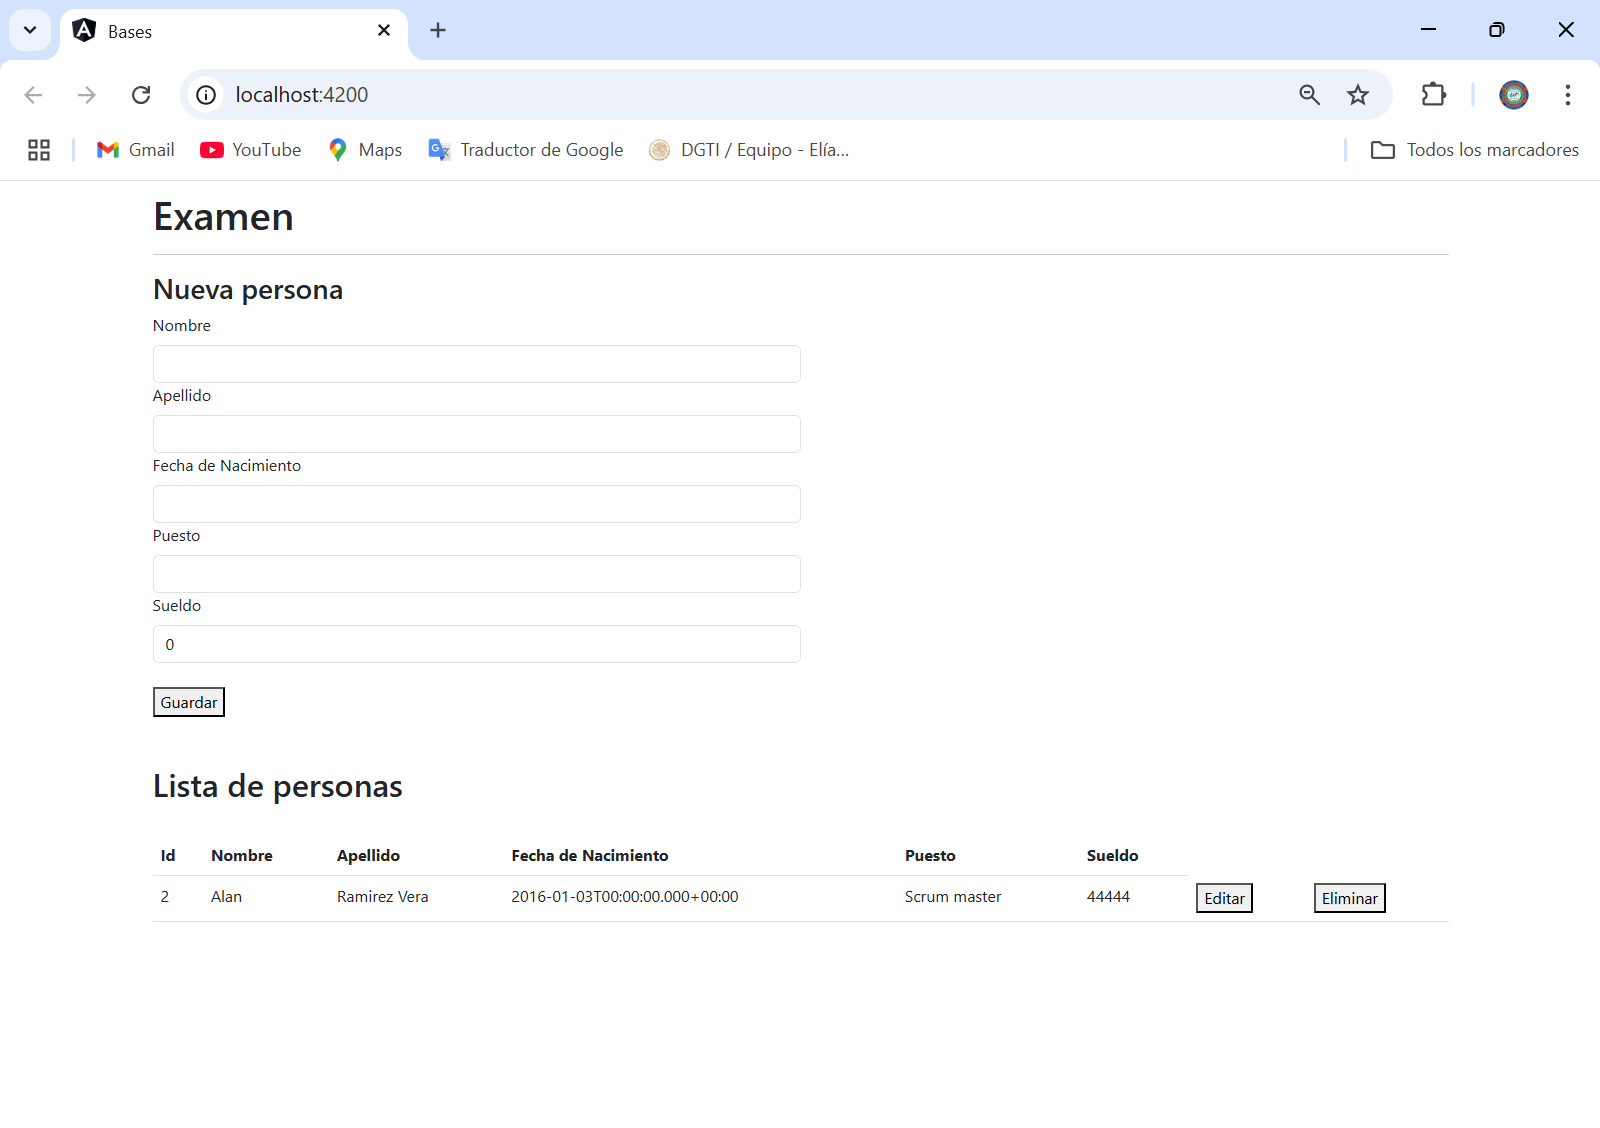 Bases
localhost:4200
Gmail YouTube Maps Traductor de Google DGTI / Equipo - Elía... Todos los marcadores
Examen
Nueva persona
Nombre
Apellido
Fecha de Nacimiento
Puesto
Sueldo
0
Guardar
Lista de personas
Id Nombre Apellido Fecha de Nacimiento Puesto Sueldo
2 Alan Ramirez Vera 2016-01-03T00:00:00.000+00:00 Scrum master 44444 Editar Eliminar